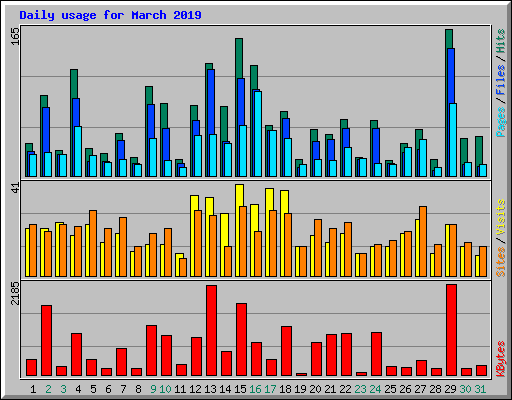 Daily usage for March 2019
165
Pages / Files / Hits
41
Sites / Visits
2185
KBytes
1 2 3 4 5 6 7 8 9 10 11 12 13 14 15 16 17 18 19 20 21 22 23 24 25 26 27 28 29 30 31